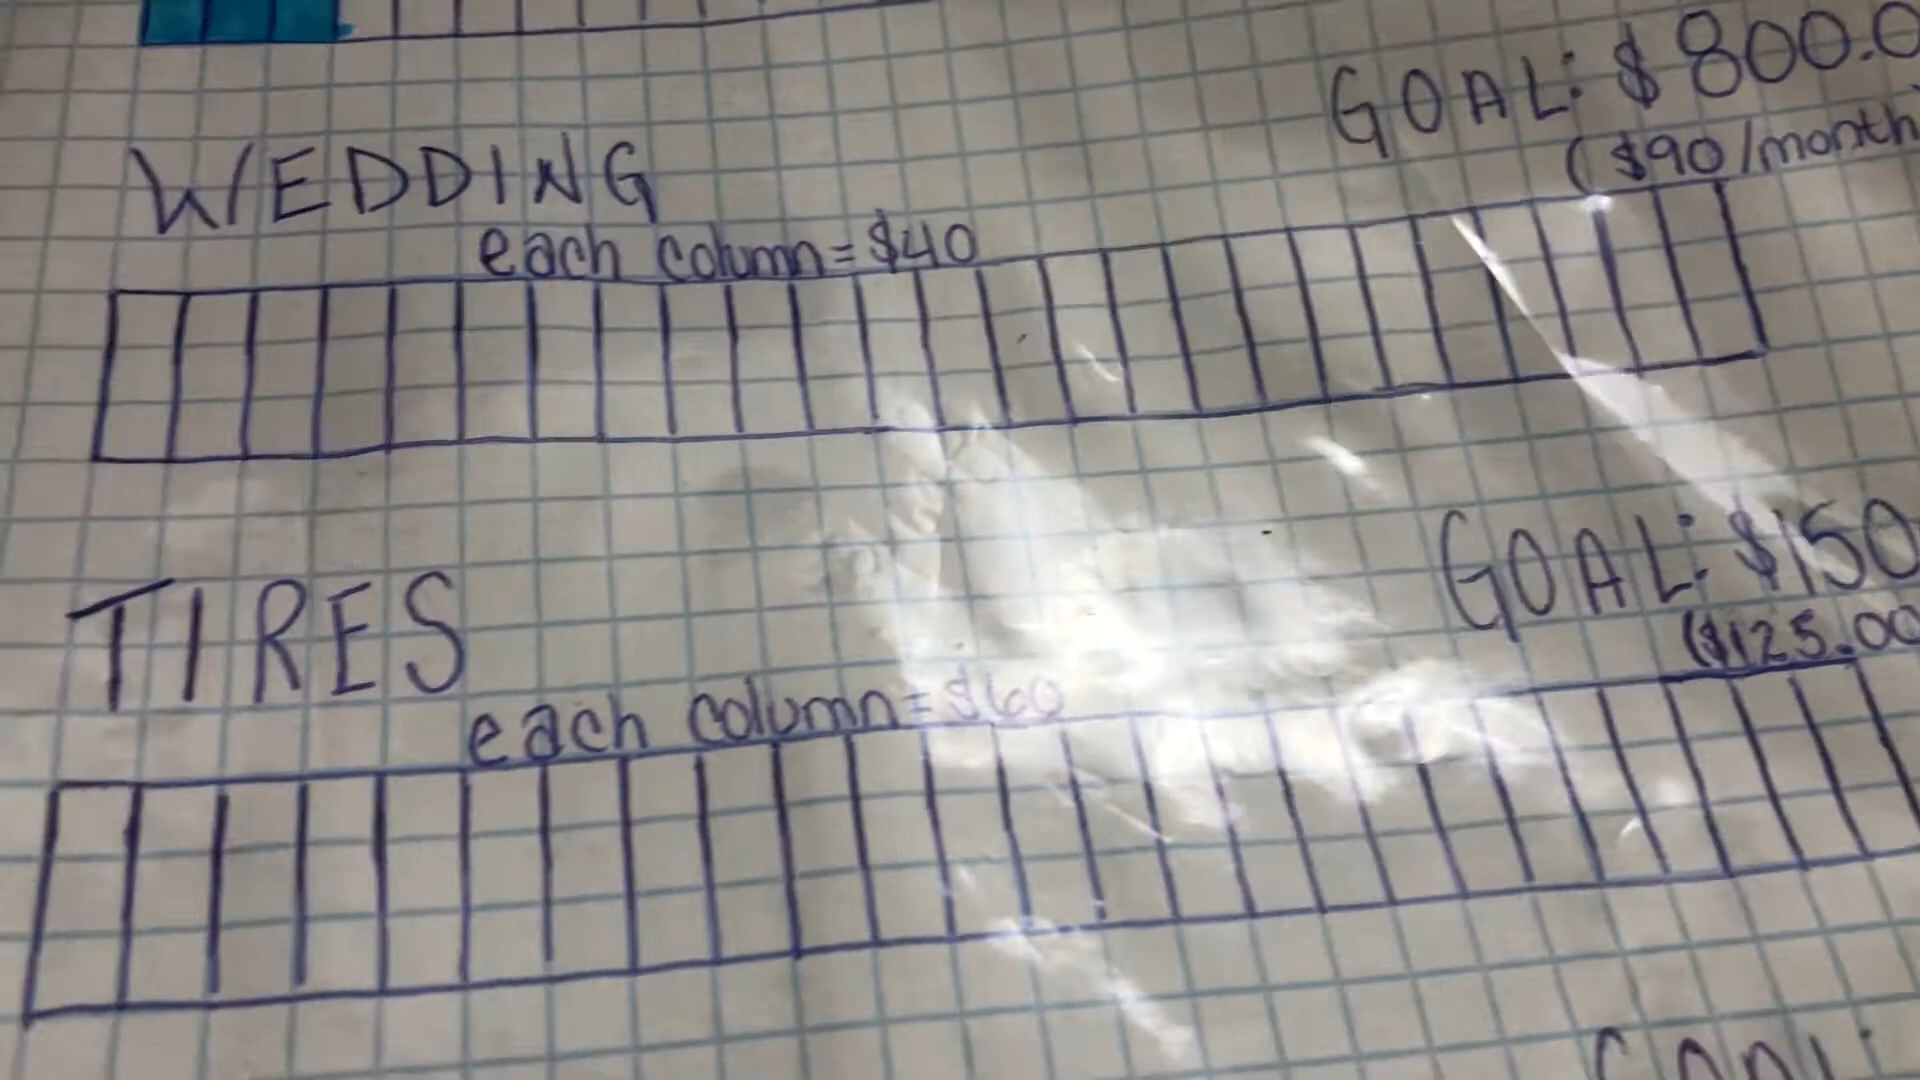 GOAL: $800.0
($90/month)
WEDDING
each column = $40
GOAL: $150
($125.00
TIRES
each column = $60